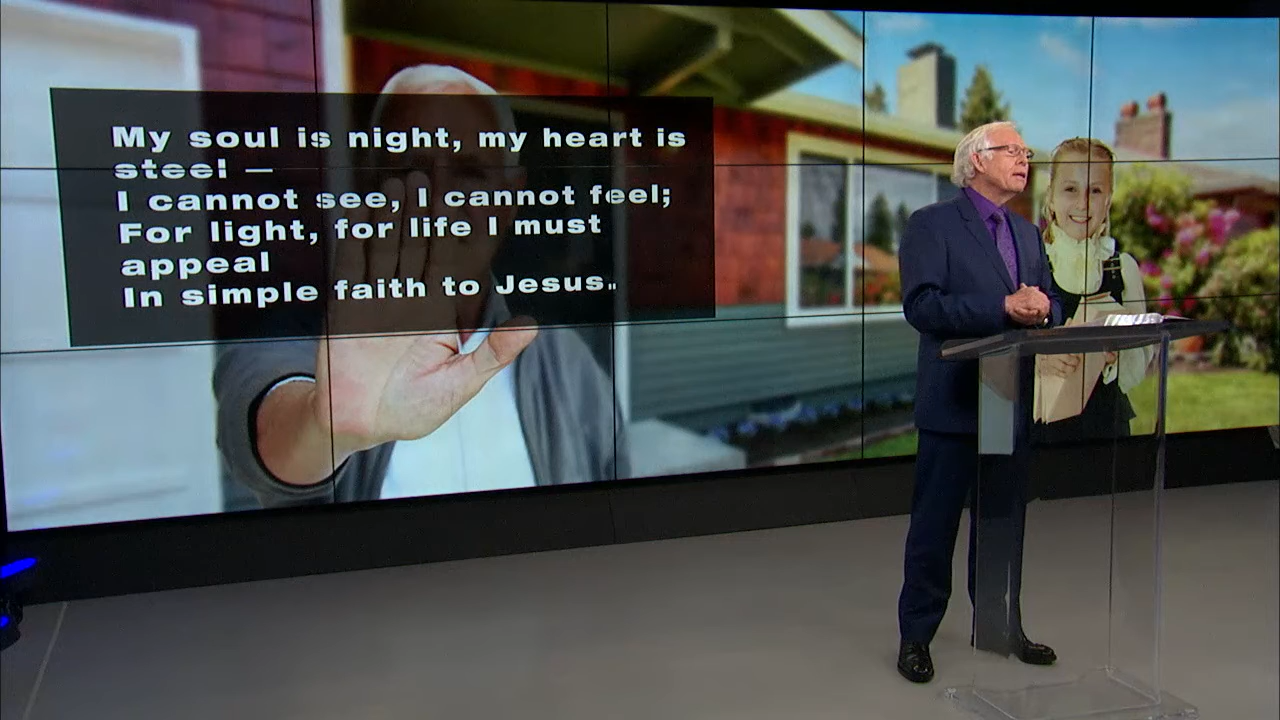 My soul is night, my heart is
steel —
I cannot see, I cannot feel;
For light, for life I must
appeal
In simple faith to Jesus.